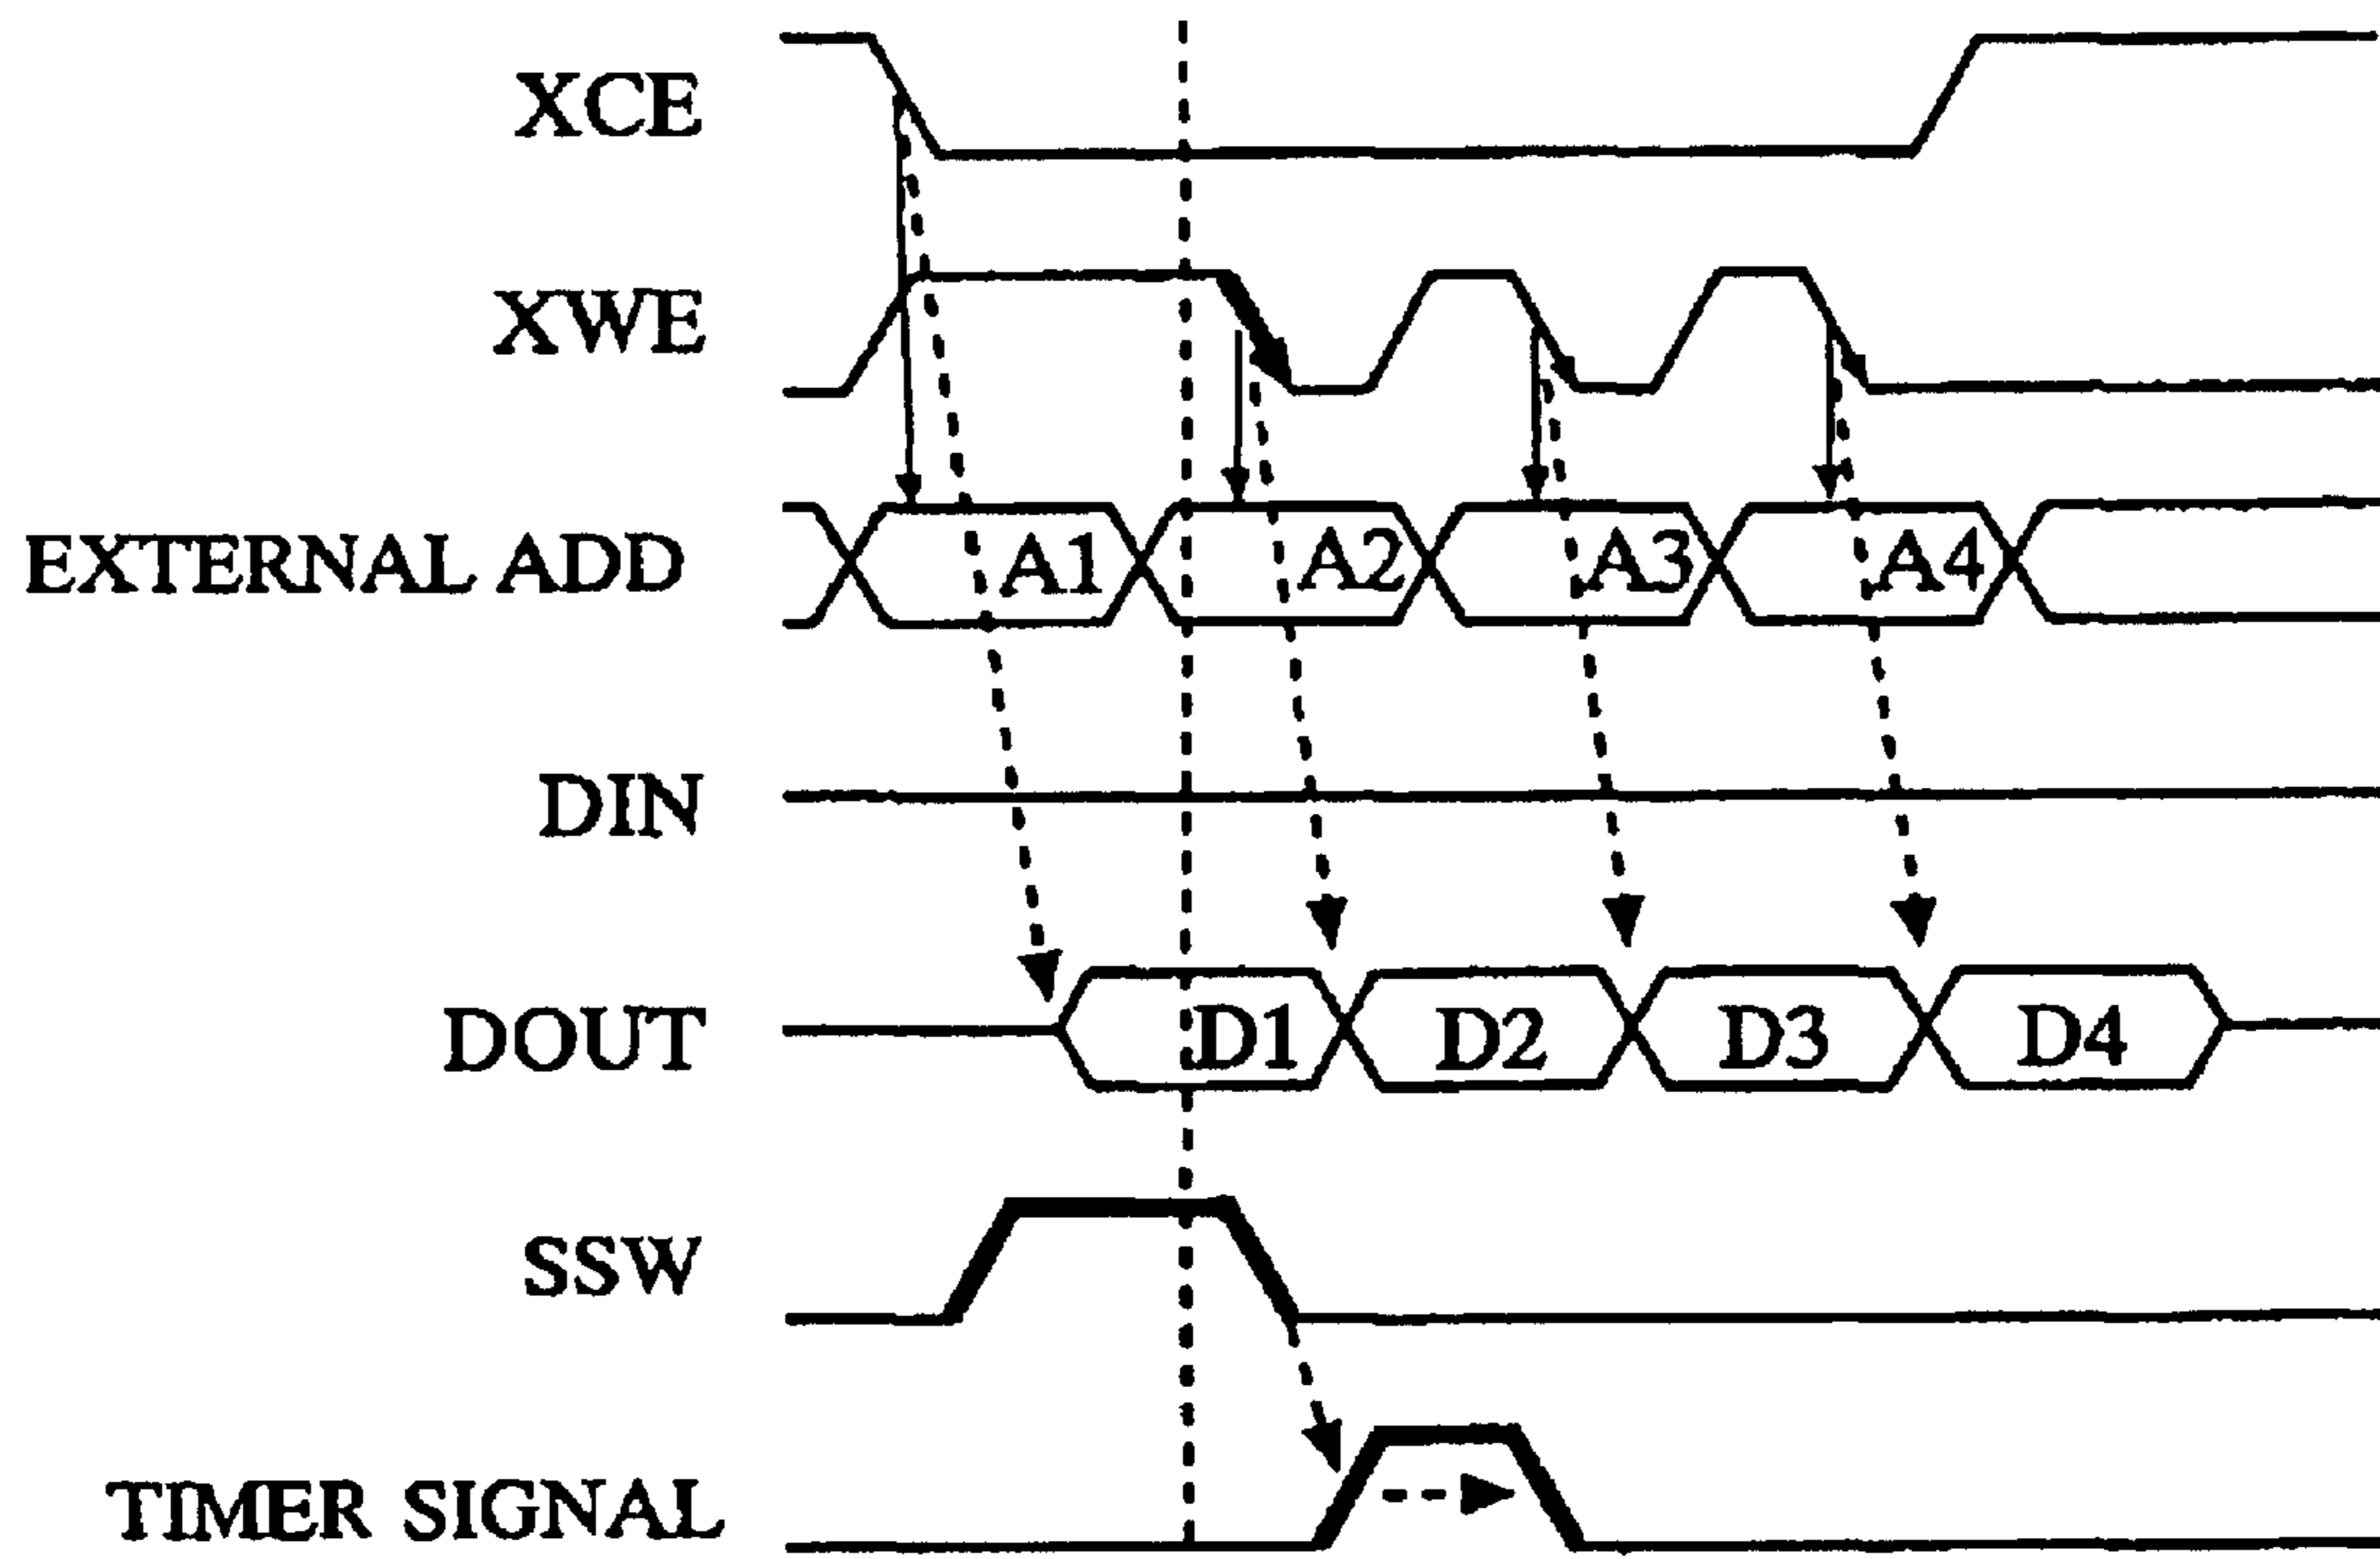 XCE
XWE
EXTERNAL ADD A1 A2 A3 A4
DIN
DOUT D1 D2 D3 D4
SSW
TIMER SIGNAL